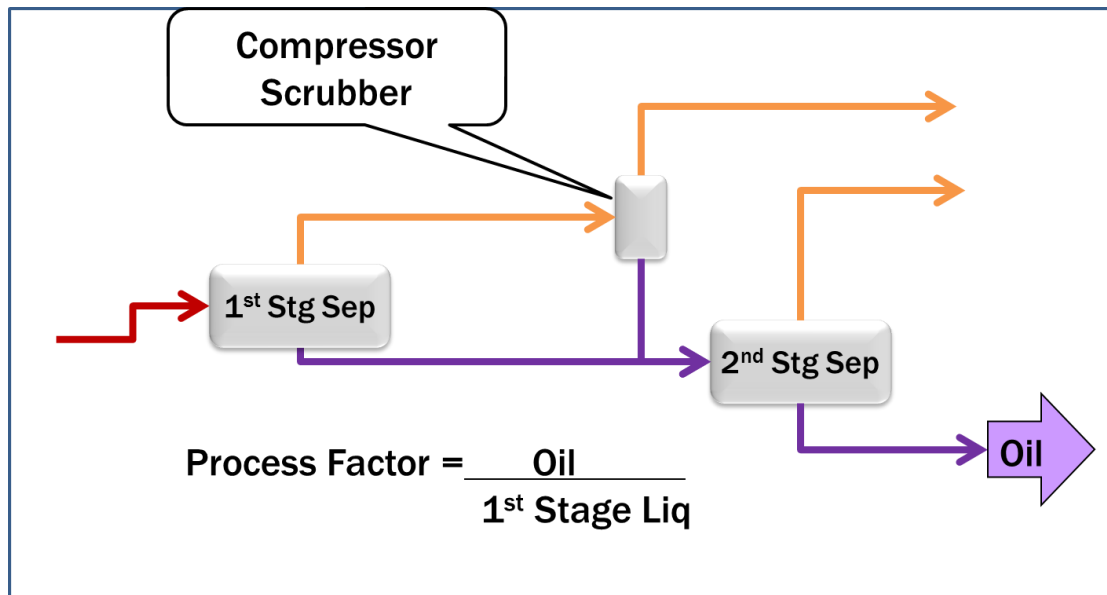 Compressor
Scrubber
1st Stg Sep
2nd Stg Sep
Oil
Process Factor = Oil
1st Stage Liq